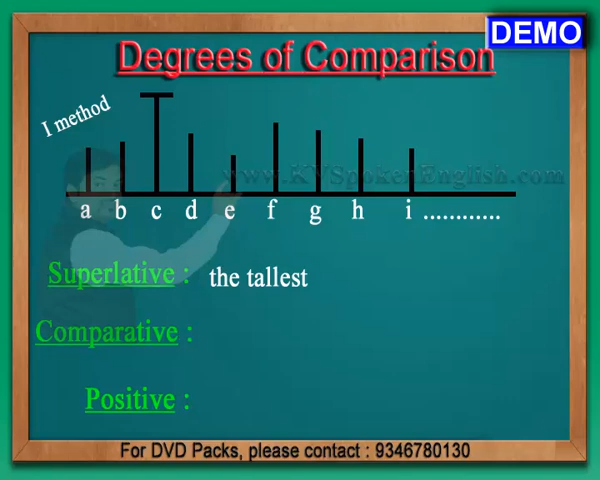 DEMO
Degrees of Comparison
I method
www.KVSpokenEnglish.com
a b c d e f g h i ............
Superlative : the tallest
Comparative :
Positive :
For DVD Packs, please contact : 9346780130